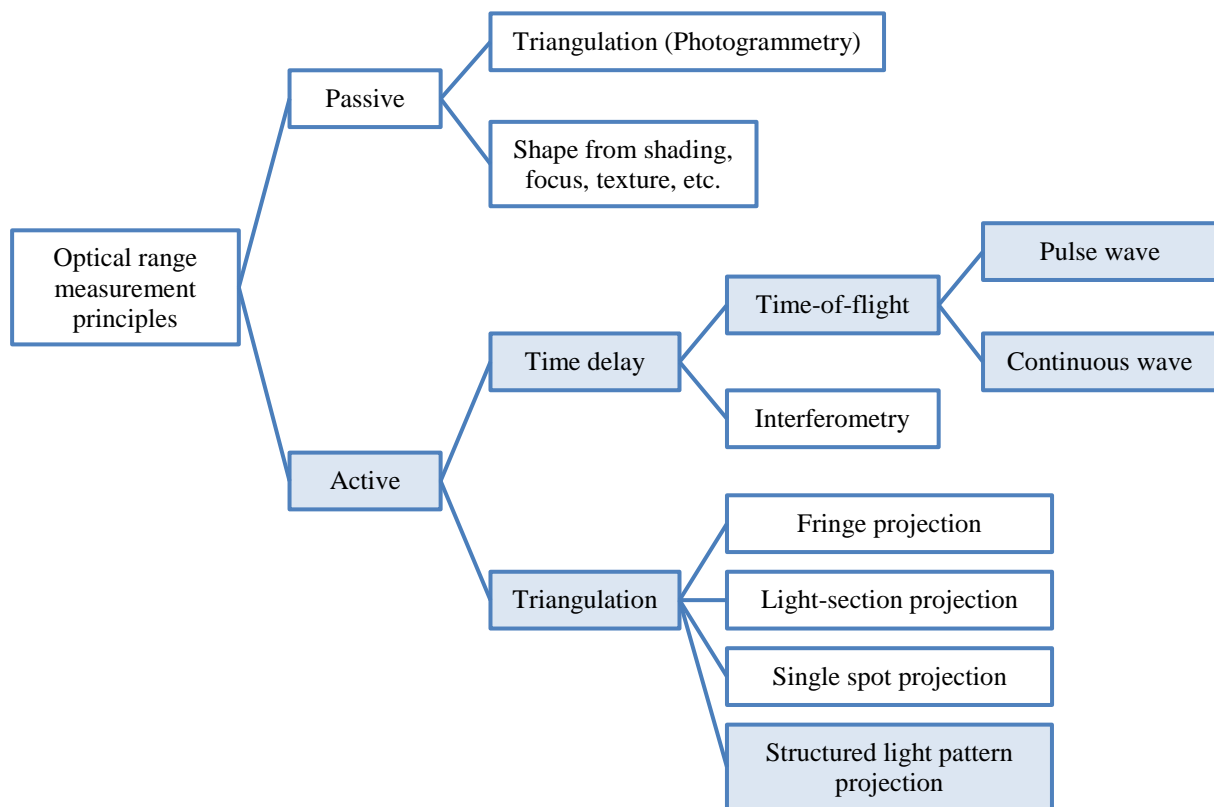 Triangulation (Photogrammetry)
Passive
Shape from shading,
focus, texture, etc.
Optical range
measurement
principles
Pulse wave
Time-of-flight
Time delay
Continuous wave
Interferometry
Active
Fringe projection
Triangulation
Light-section projection
Single spot projection
Structured light pattern
projection